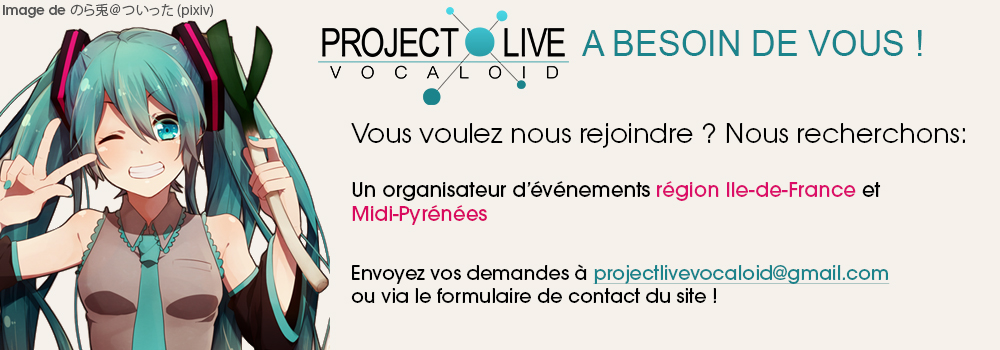 Image de のら兎＠ついった (pixiv)
PROJECT LIVE
VOCALOID
A BESOIN DE VOUS !
Vous voulez nous rejoindre ? Nous recherchons:
Un organisateur d'événements région Ile-de-France et
Midi-Pyrénées
Envoyez vos demandes à projectlivevocaloid@gmail.com
ou via le formulaire de contact du site !